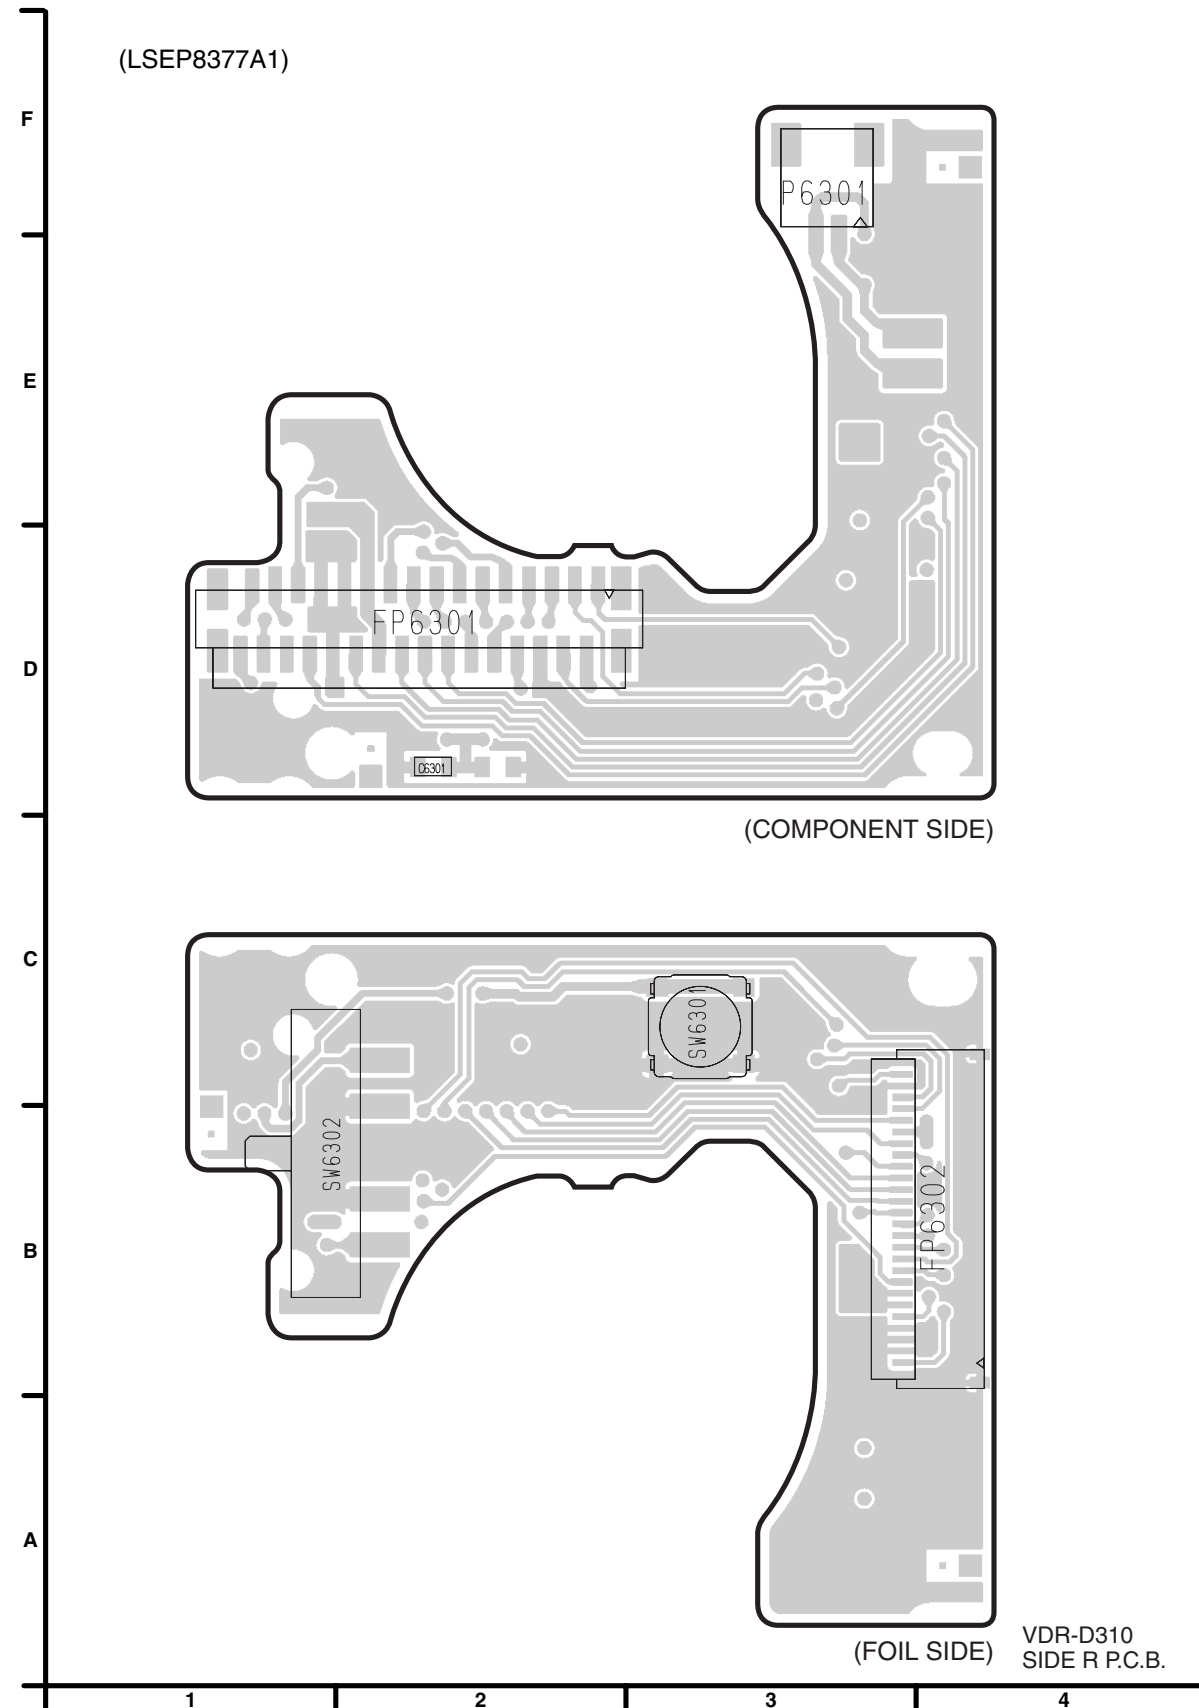 (LSEP8377A1)
F
P6301
E
FP6301
D
C6301
(COMPONENT SIDE)
C
SW6301
SW6302
FP6302
B
A
(FOIL SIDE)
VDR-D310
SIDE R P.C.B.
1
2
3
4